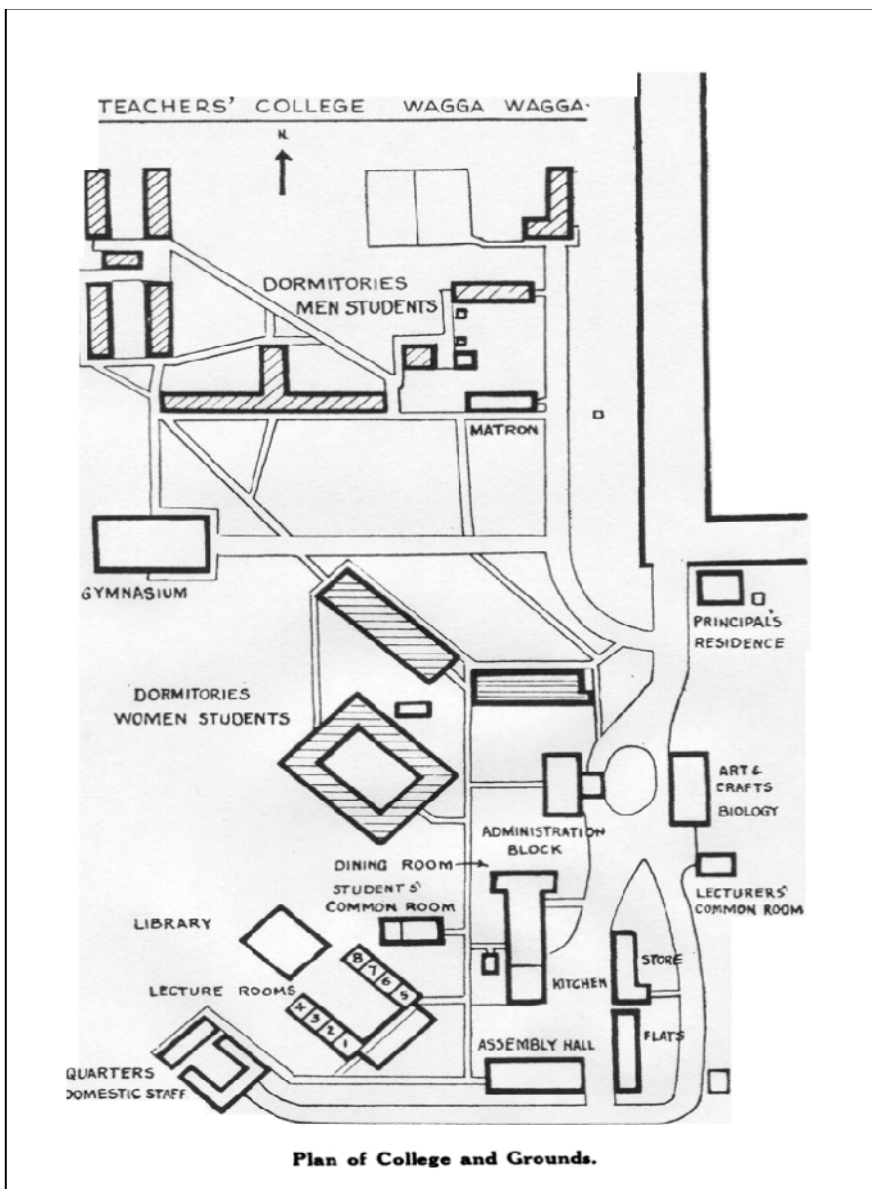 TEACHERS' COLLEGE WAGGA WAGGA.
N.
DORMITORIES
MEN STUDENTS
MATRON
GYMNASIUM
PRINCIPAL'S
RESIDENCE
DORMITORIES
WOMEN STUDENTS
ART &
CRAFTS
BIOLOGY
ADMINISTRATION
BLOCK
DINING ROOM
STUDENTS'
COMMON ROOM
LECTURERS'
COMMON ROOM
LIBRARY
8
7
6
5
STORE
LECTURE ROOMS
KITCHEN
X
3
2
1
ASSEMBLY HALL
FLATS
QUARTERS
DOMESTIC STAFF
Plan of College and Grounds.